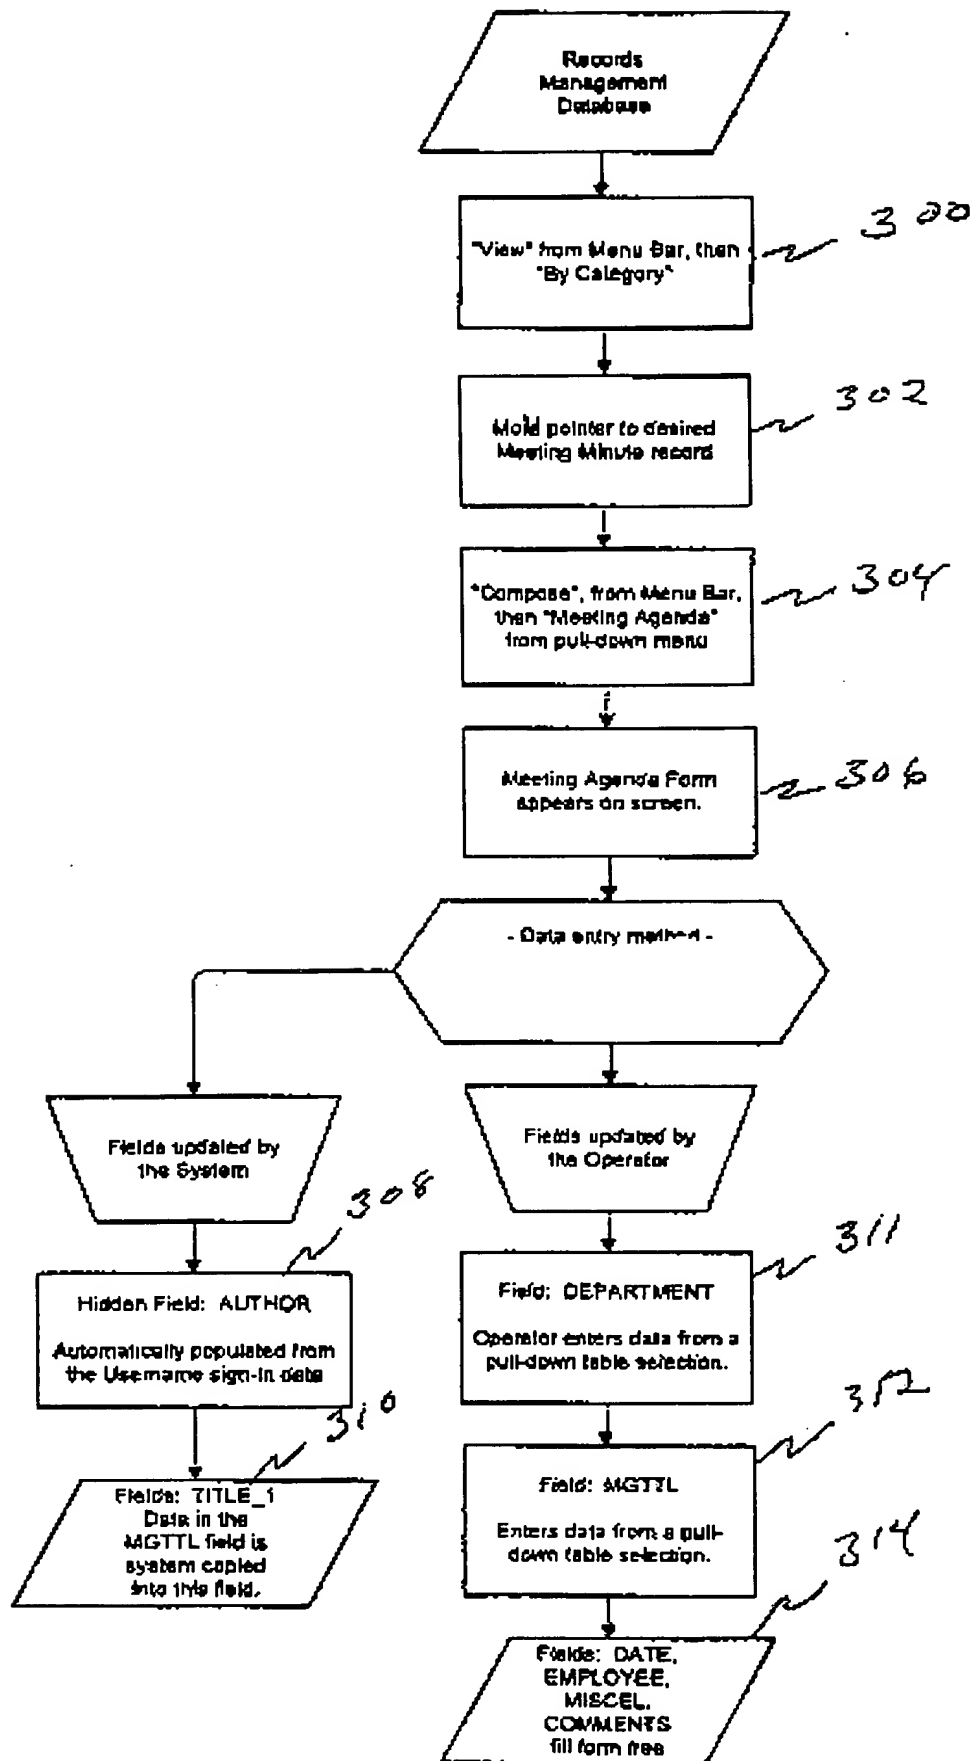 Records
Management
Database
"View" from Menu Bar, then
"By Category"
300
Mold pointer to desired
Meeting Minute record
302
"Compose", from Menu Bar,
then "Meeting Agenda"
from pull-down menu
304
Meeting Agenda Form
appears on screen.
306
- Data entry method -
Fields updated by
the System
Fields updated by
the Operator
308
Hidden Field: AUTHOR
Automatically populated from
the Username sign-in data
311
Field: DEPARTMENT
Operator enters data from a
pull-down table selection.
310
Fields: TITLE_1
Data in the
MGTTL field is
system copied
into this field.
312
Field: MGTTL
Enters data from a pull-
down table selection.
314
Fields: DATE,
EMPLOYEE,
MISCEL,
COMMENTS
fill form free